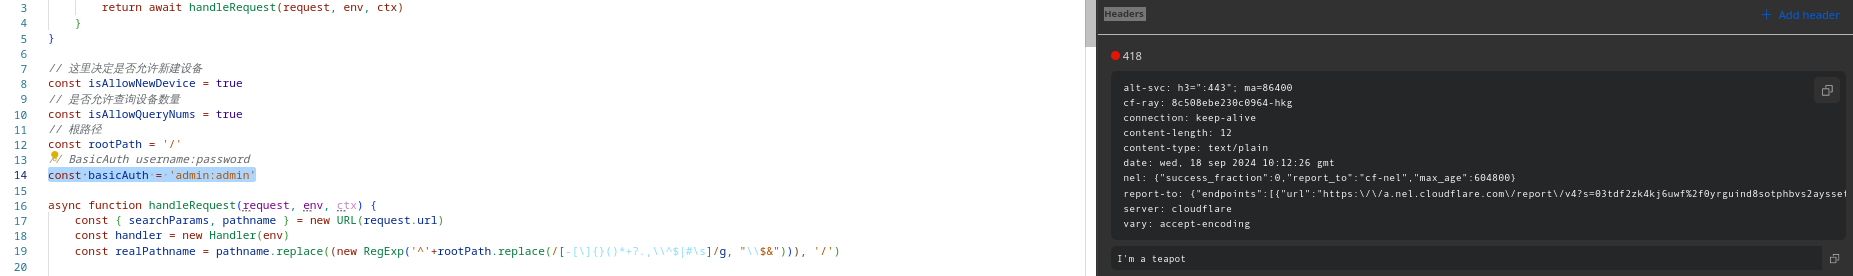 3 return await handleRequest(request, env, ctx)
4 }
5 }
6
7 // 这里决定是否允许新建设备
8 const isAllowNewDevice = true
9 // 是否允许查询设备数量
10 const isAllowQueryNums = true
11 // 根路径
12 const rootPath = '/'
13 // BasicAuth username:password
14 const basicAuth = 'admin:admin'
15
16 async function handleRequest(request, env, ctx) {
17 const { searchParams, pathname } = new URL(request.url)
18 const handler = new Handler(env)
19 const realPathname = pathname.replace((new RegExp('^'+rootPath.replace(/[-[\]{}()*+?.,\\^$|#\s]/g, "\\$&"))), '/')
20
Headers
+ Add header
418
alt-svc: h3=":443"; ma=86400
cf-ray: 8c508ebe230c0964-hkg
connection: keep-alive
content-length: 12
content-type: text/plain
date: wed, 18 sep 2024 10:12:26 gmt
nel: {"success_fraction":0,"report_to":"cf-nel","max_age":604800}
report-to: {"endpoints":[{"url":"https:\/\/a.nel.cloudflare.com\/report\/v4?s=03tdf2zk4kj6uwf%2f0yrguind8sotphbvs2aysset
server: cloudflare
vary: accept-encoding
I'm a teapot